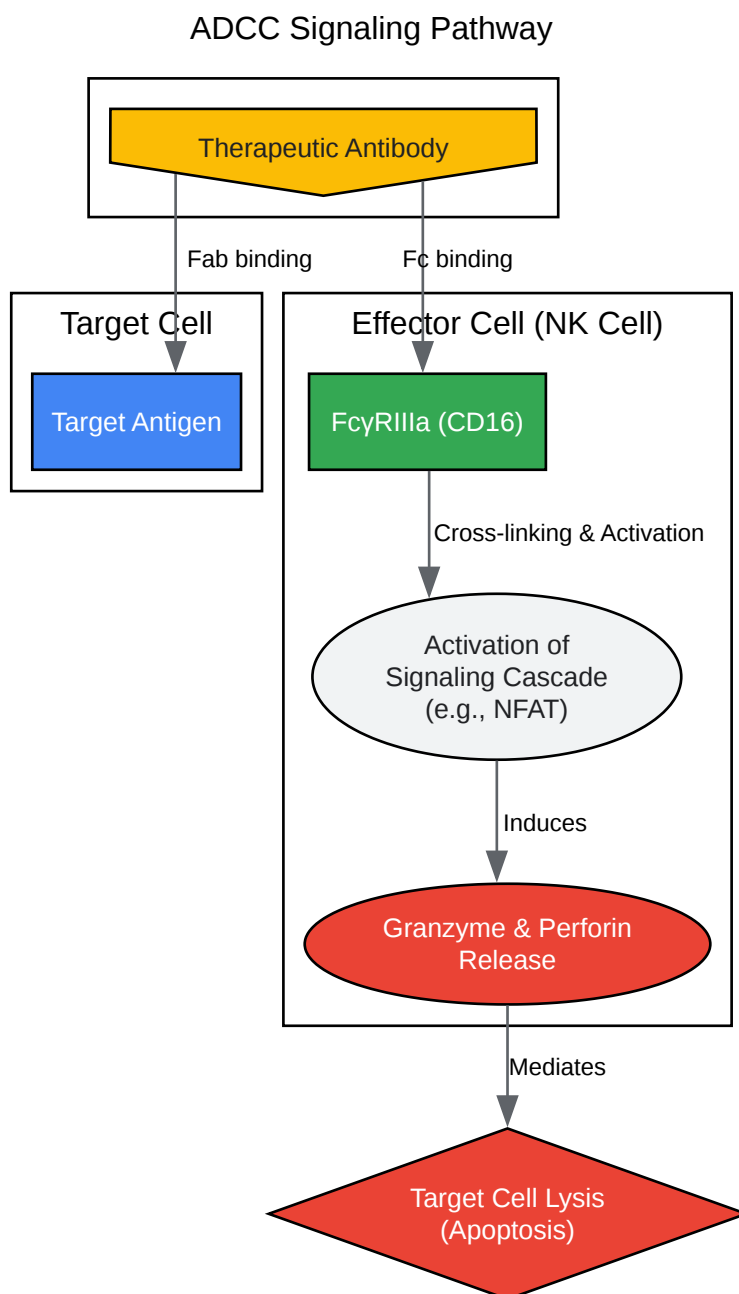 ADCC Signaling Pathway
Therapeutic Antibody
Fab binding
Fc binding
Target Cell
Effector Cell (NK Cell)
Target Antigen
FcγRIIIa (CD16)
Cross-linking & Activation
Activation of
Signaling Cascade
(e.g., NFAT)
Induces
Granzyme & Perforin
Release
Mediates
Target Cell Lysis
(Apoptosis)